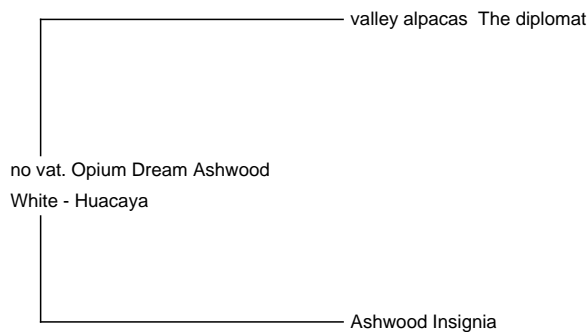 valley alpacas  The diplomat
no vat. Opium Dream Ashwood
White - Huacaya
Ashwood Insignia